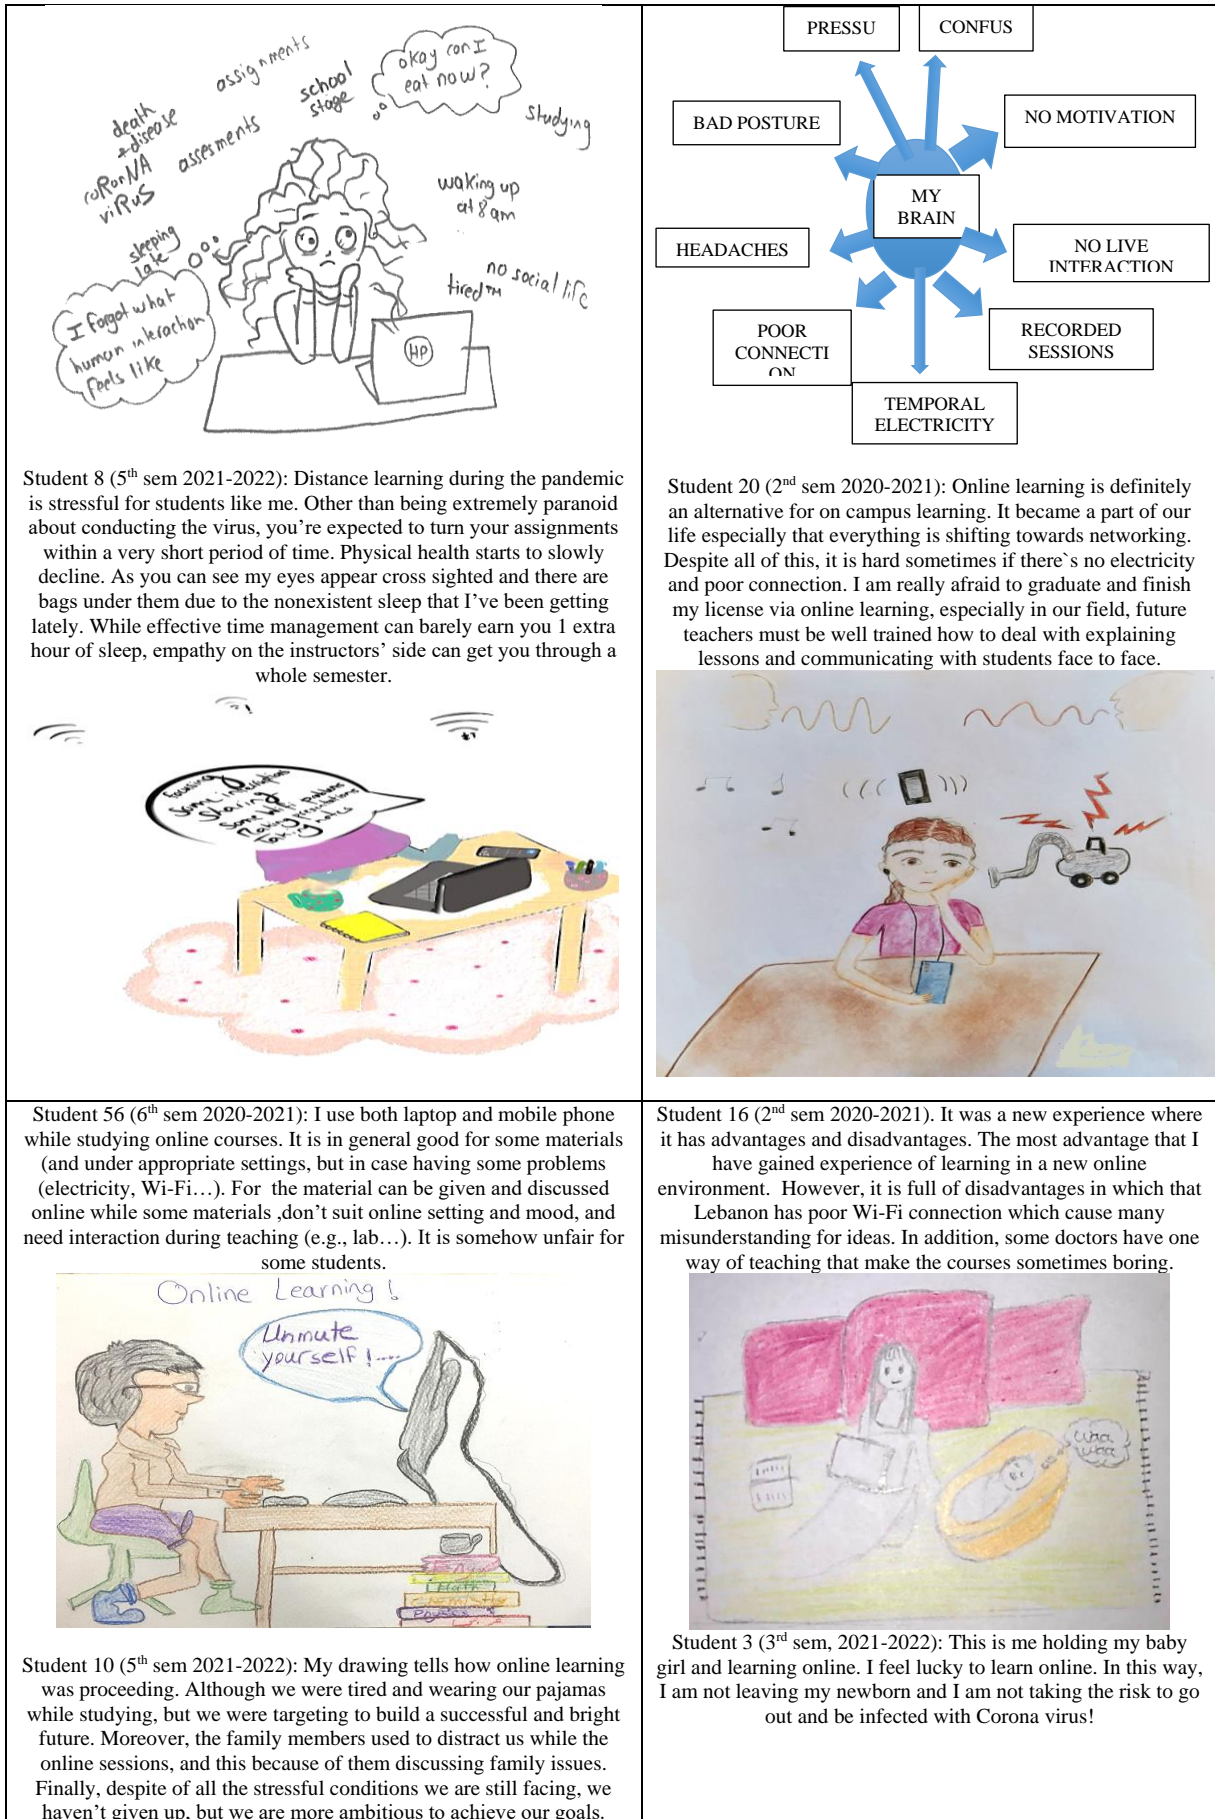 assignments
okay can I
eat now?
school
stage
studying
death
+disease
coRonNA
viRuS
assesments
waking up
at 8 am
sleeping
late
no social life
tired™
I forgot what
human interaction
feels like
HP
Student 8 (5th sem 2021-2022): Distance learning during the pandemic
is stressful for students like me. Other than being extremely paranoid
about conducting the virus, you’re expected to turn your assignments
within a very short period of time. Physical health starts to slowly
decline. As you can see my eyes appear cross sighted and there are
bags under them due to the nonexistent sleep that I’ve been getting
lately. While effective time management can barely earn you 1 extra
hour of sleep, empathy on the instructors’ side can get you through a
whole semester.
Focusing
Some interruptions
Sharing
Some Wifi problems
Making presentations
Taking notes
PRESSU
CONFUS
BAD POSTURE
NO MOTIVATION
MY
BRAIN
HEADACHES
NO LIVE
INTERACTION
POOR
CONNECTI
ON
RECORDED
SESSIONS
TEMPORAL
ELECTRICITY
Student 20 (2nd sem 2020-2021): Online learning is definitely
an alternative for on campus learning. It became a part of our
life especially that everything is shifting towards networking.
Despite all of this, it is hard sometimes if there`s no electricity
and poor connection. I am really afraid to graduate and finish
my license via online learning, especially in our field, future
teachers must be well trained how to deal with explaining
lessons and communicating with students face to face.
Student 56 (6th sem 2020-2021): I use both laptop and mobile phone
while studying online courses. It is in general good for some materials
(and under appropriate settings, but in case having some problems
(electricity, Wi-Fi…). For the material can be given and discussed
online while some materials ,don’t suit online setting and mood, and
need interaction during teaching (e.g., lab…). It is somehow unfair for
some students.
Online Learning !
Unmute
yourself !....
Math
Chemistry
Physics
Student 10 (5th sem 2021-2022): My drawing tells how online learning
was proceeding. Although we were tired and wearing our pajamas
while studying, but we were targeting to build a successful and bright
future. Moreover, the family members used to distract us while the
online sessions, and this because of them discussing family issues.
Finally, despite of all the stressful conditions we are still facing, we
haven’t given up, but we are more ambitious to achieve our goals.
Student 16 (2nd sem 2020-2021). It was a new experience where
it has advantages and disadvantages. The most advantage that I
have gained experience of learning in a new online
environment. However, it is full of disadvantages in which that
Lebanon has poor Wi-Fi connection which cause many
misunderstanding for ideas. In addition, some doctors have one
way of teaching that make the courses sometimes boring.
waa
waa
Student 3 (3rd sem, 2021-2022): This is me holding my baby
girl and learning online. I feel lucky to learn online. In this way,
I am not leaving my newborn and I am not taking the risk to go
out and be infected with Corona virus!